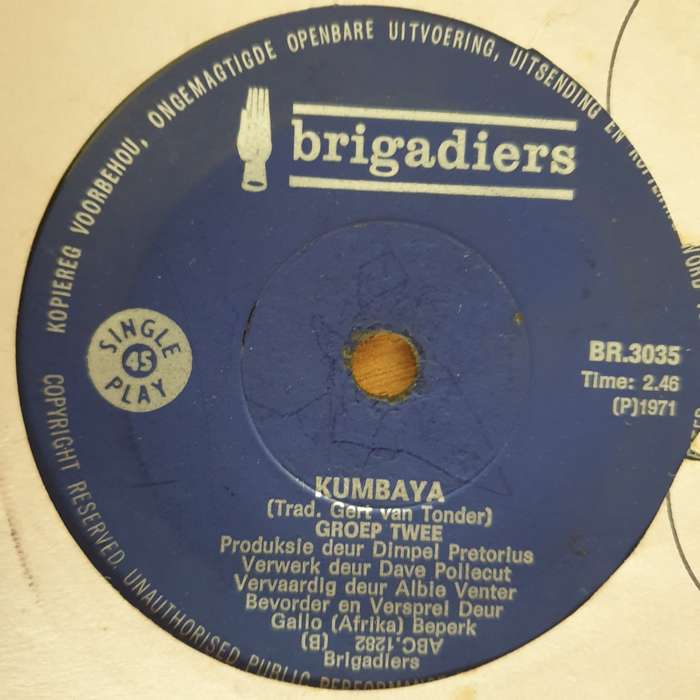 KOPIEREG VOORBEHOU, ONGEMAGTIGDE OPENBARE UITVOERING, UITSENDING EN
brigadiers
SINGLE
45
PLAY
BR.3035
Time: 2.46
(P)1971
KUMBAYA
(Trad. Gert van Tonder)
GROEP TWEE
Produksie deur Dimpel Pretorius
Verwerk deur Dave Pollecut
Vervaardig deur Albie Venter
Bevorder en Versprei Deur
Gallo (Afrika) Beperk
ABC.1282 (B)
Brigadiers
COPYRIGHT RESERVED, UNAUTHORISED PUBLIC PERFORMANCE